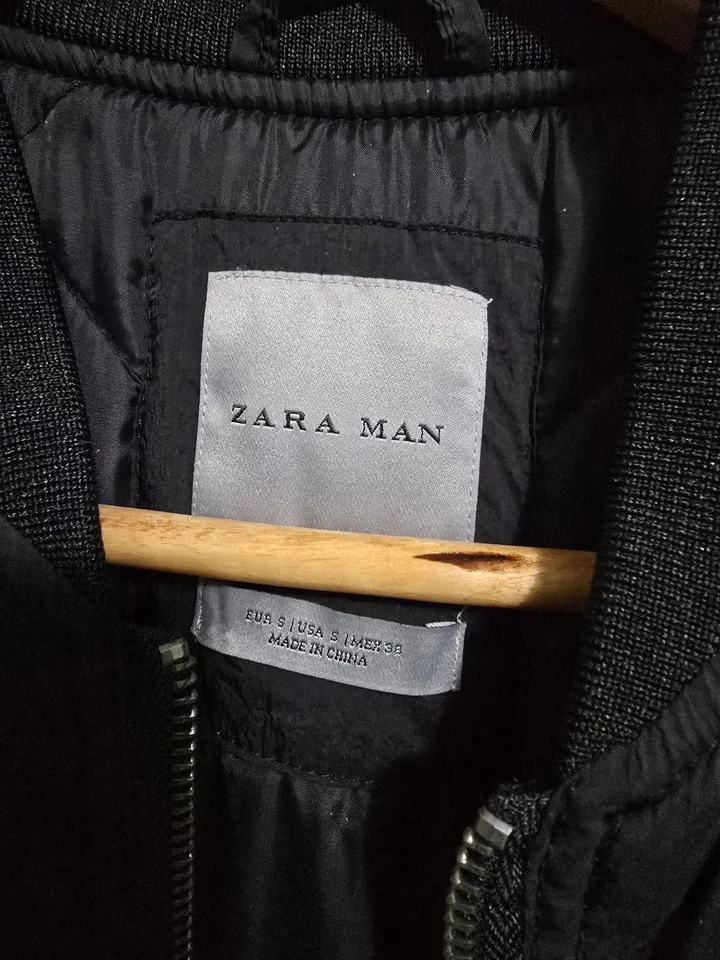 ZARA MAN
EUR S | USA S | MEX 38
MADE IN CHINA